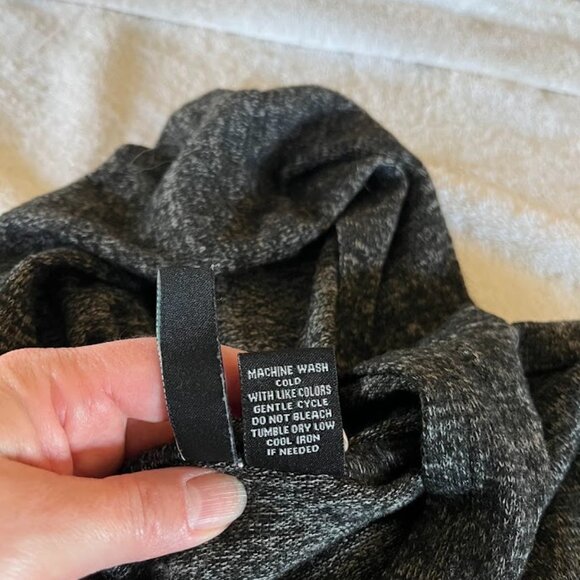 MACHINE WASH
COLD
WITH LIKE COLORS
GENTLE CYCLE
DO NOT BLEACH
TUMBLE DRY LOW
COOL IRON
IF NEEDED